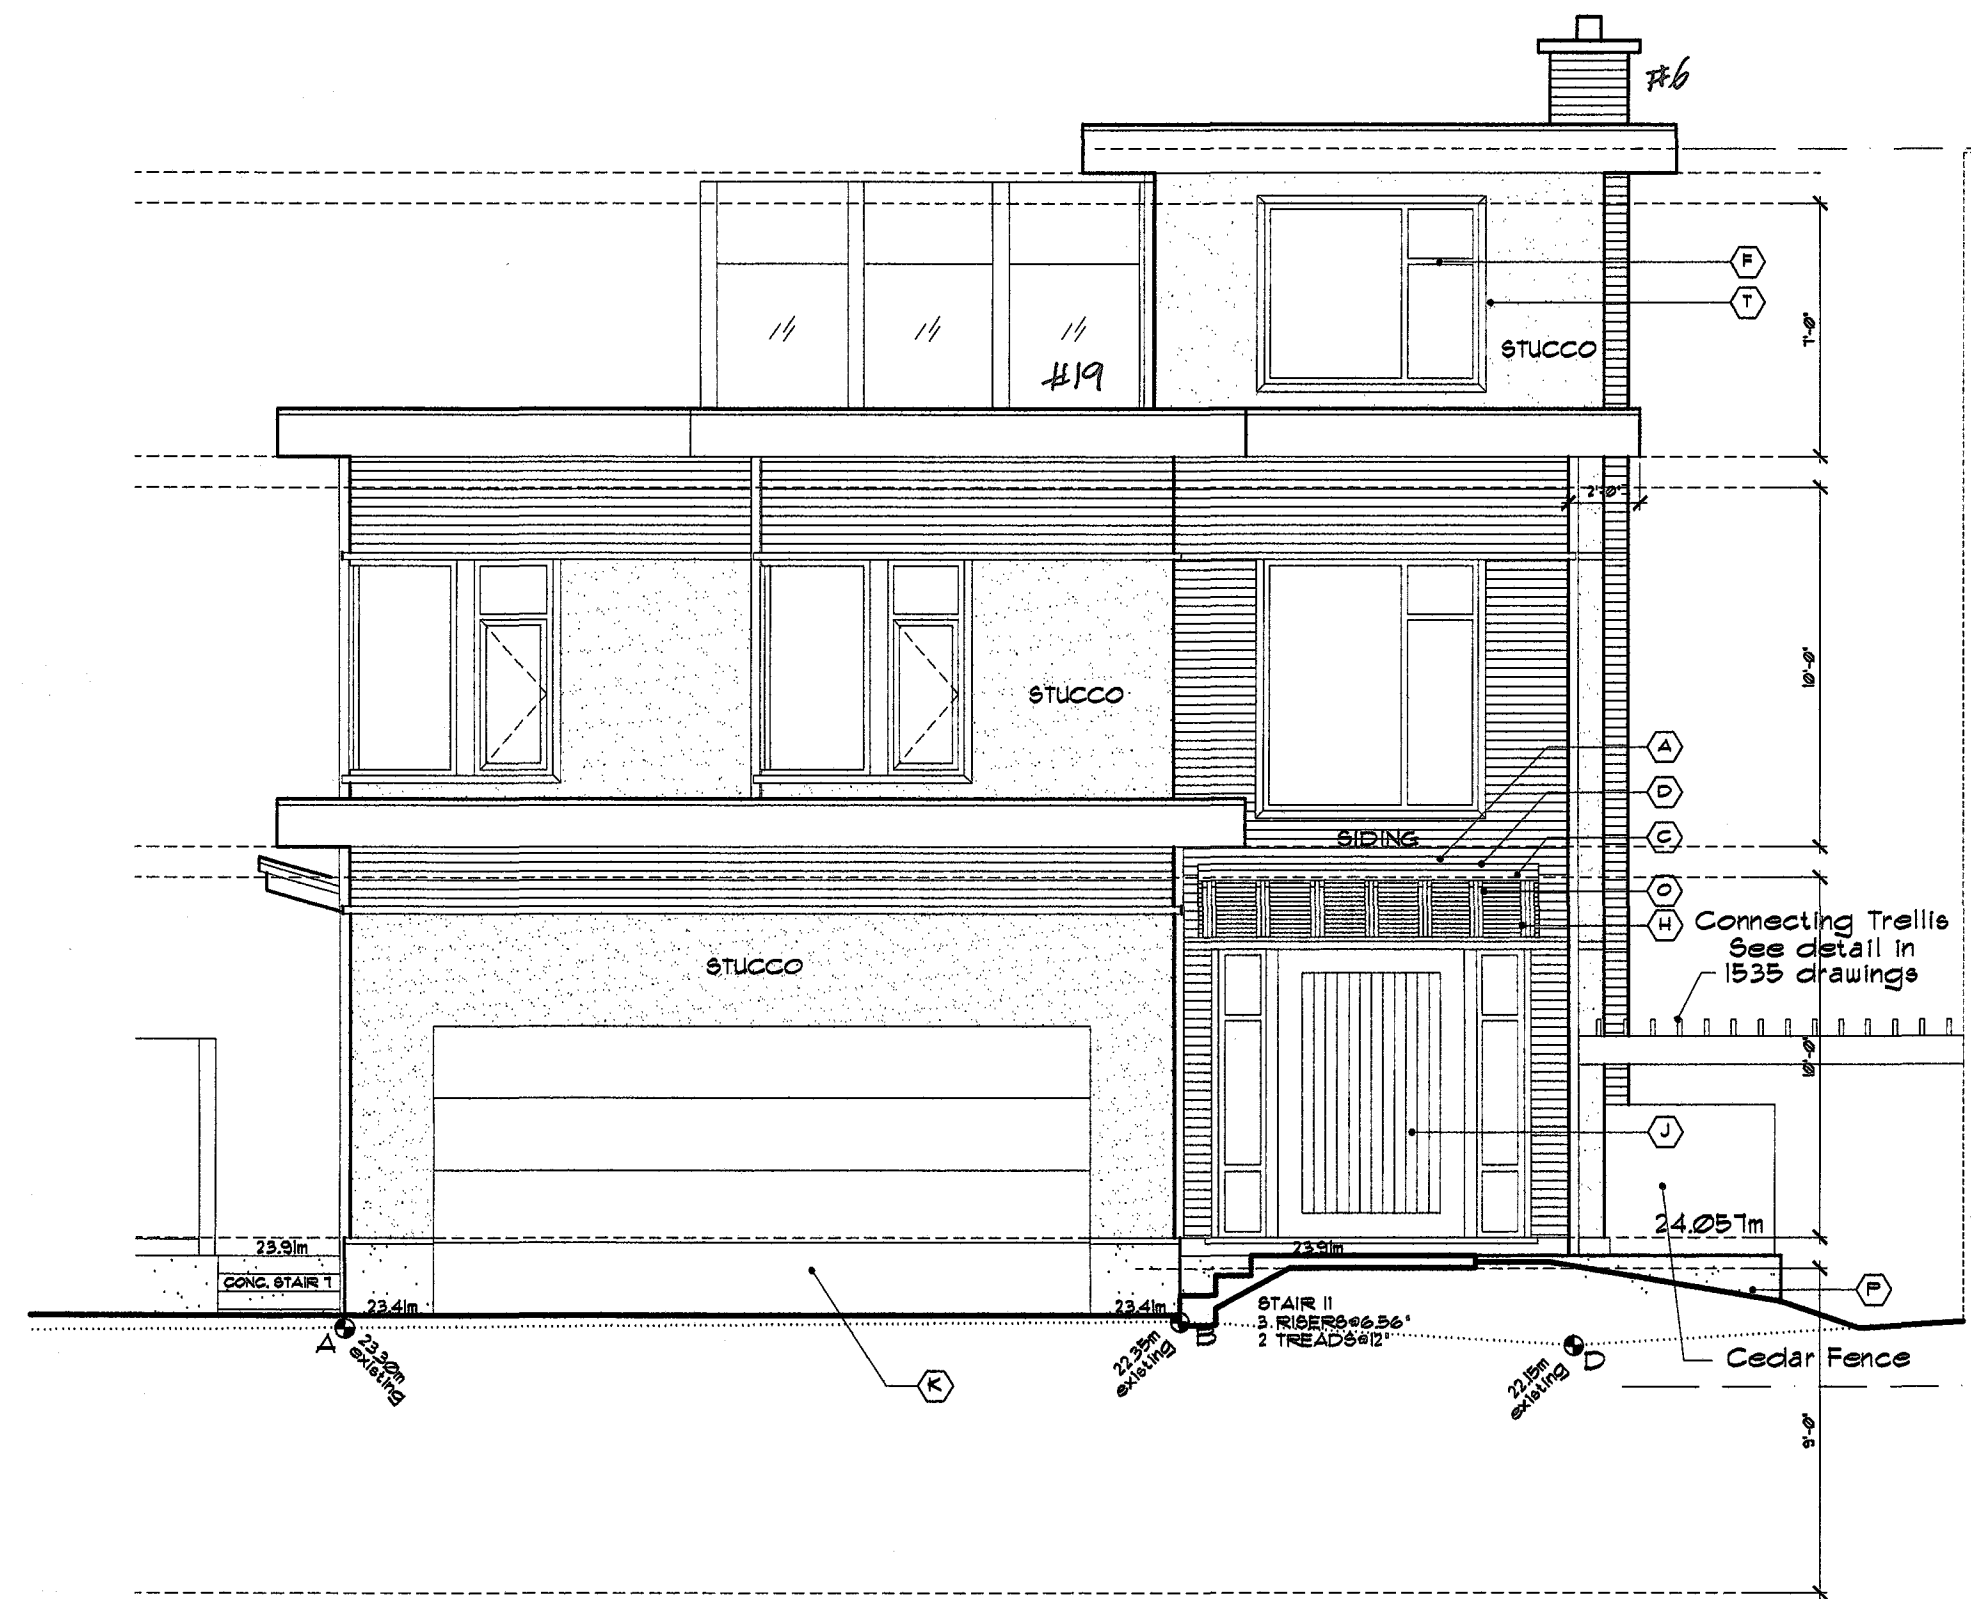 #6
F
T
7'-0"
STUCCO
#19
2'-0"
10'-0"
STUCCO
A
D
SIDING
C
O
H Connecting Trellis
See detail in
1535 drawings
STUCCO
10'-0"
J
24.057m
23.91m
23.91m
CONC. STAIR 7
P
23.41m
23.41m
STAIR 11
3 RISERS@6.56"
2 TREADS@12"
A
B
D
23.30m
existing
22.35m
existing
22.15m
existing
Cedar Fence
K
9'-0"